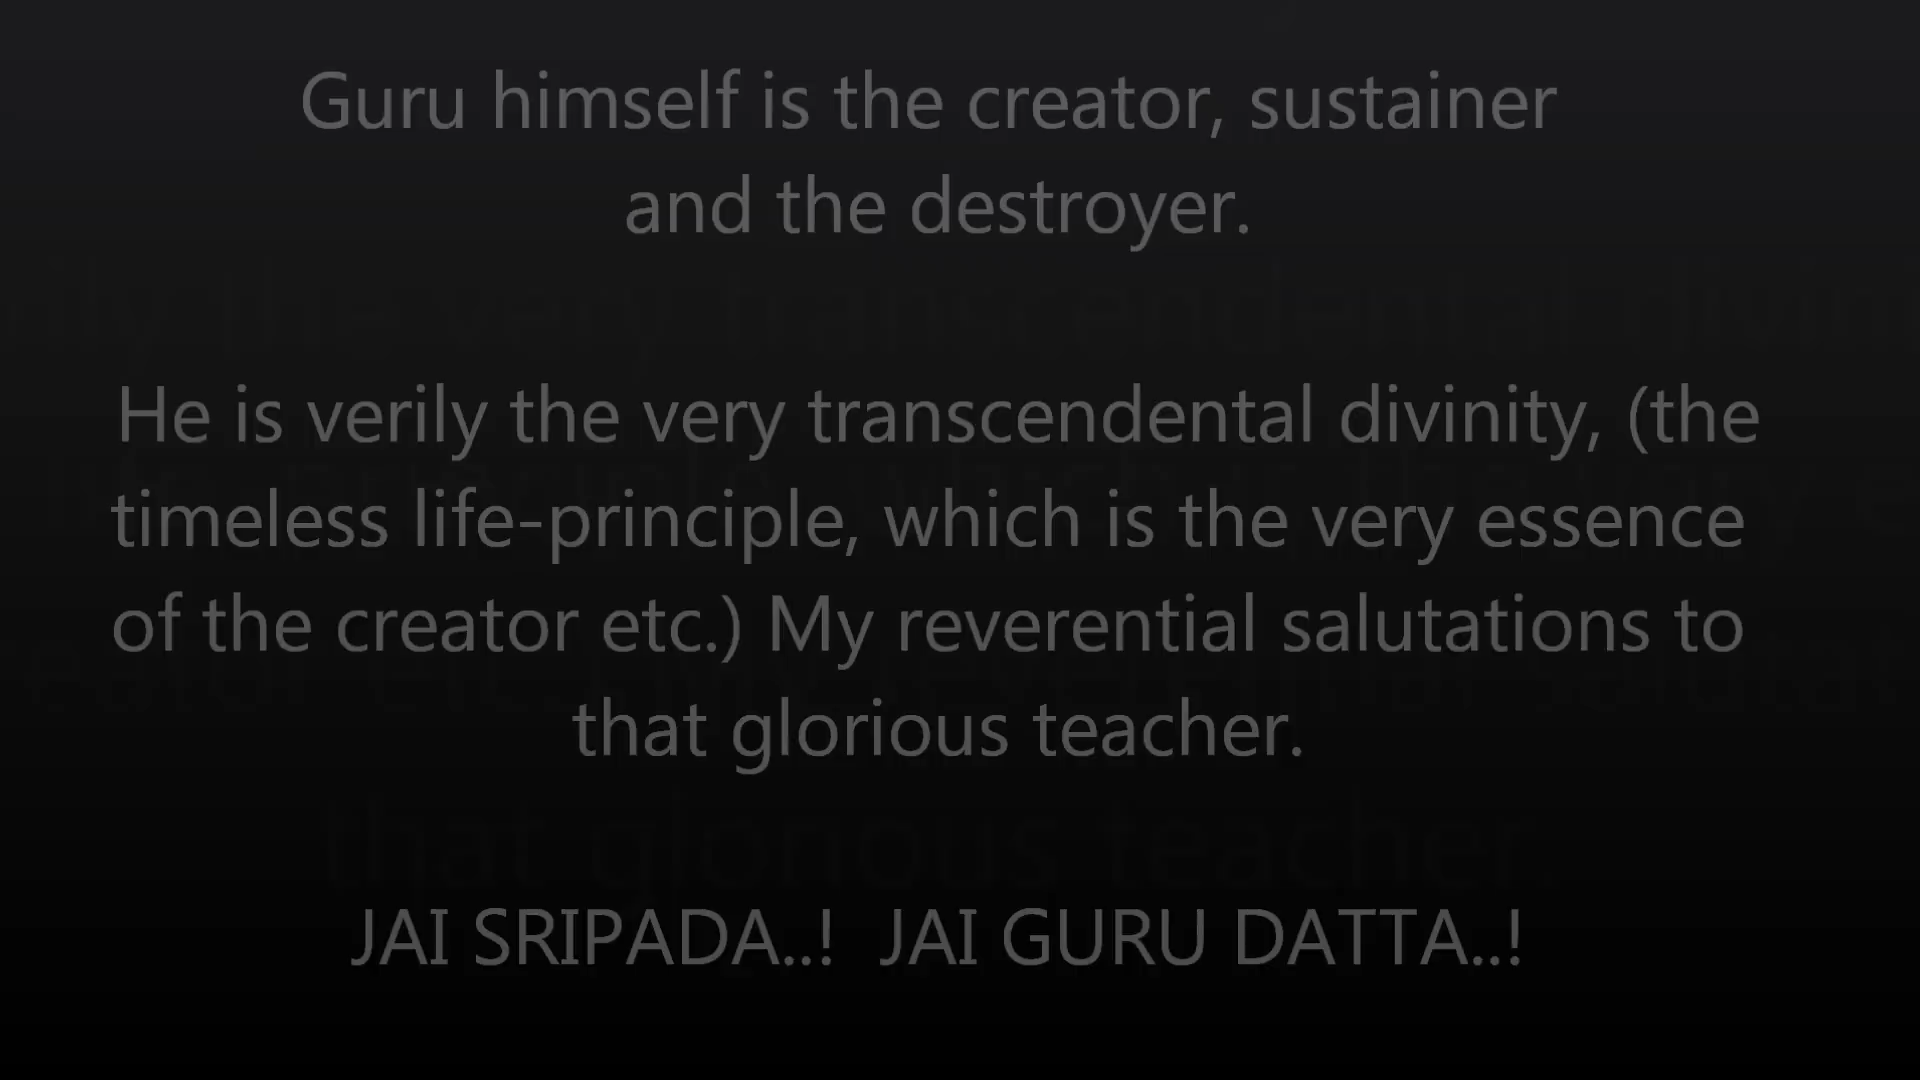 Guru himself is the creator, sustainer
and the destroyer.
He is verily the very transcendental divinity, (the
timeless life-principle, which is the very essence
of the creator etc.) My reverential salutations to
that glorious teacher.
JAI SRIPADA..! JAI GURU DATTA..!